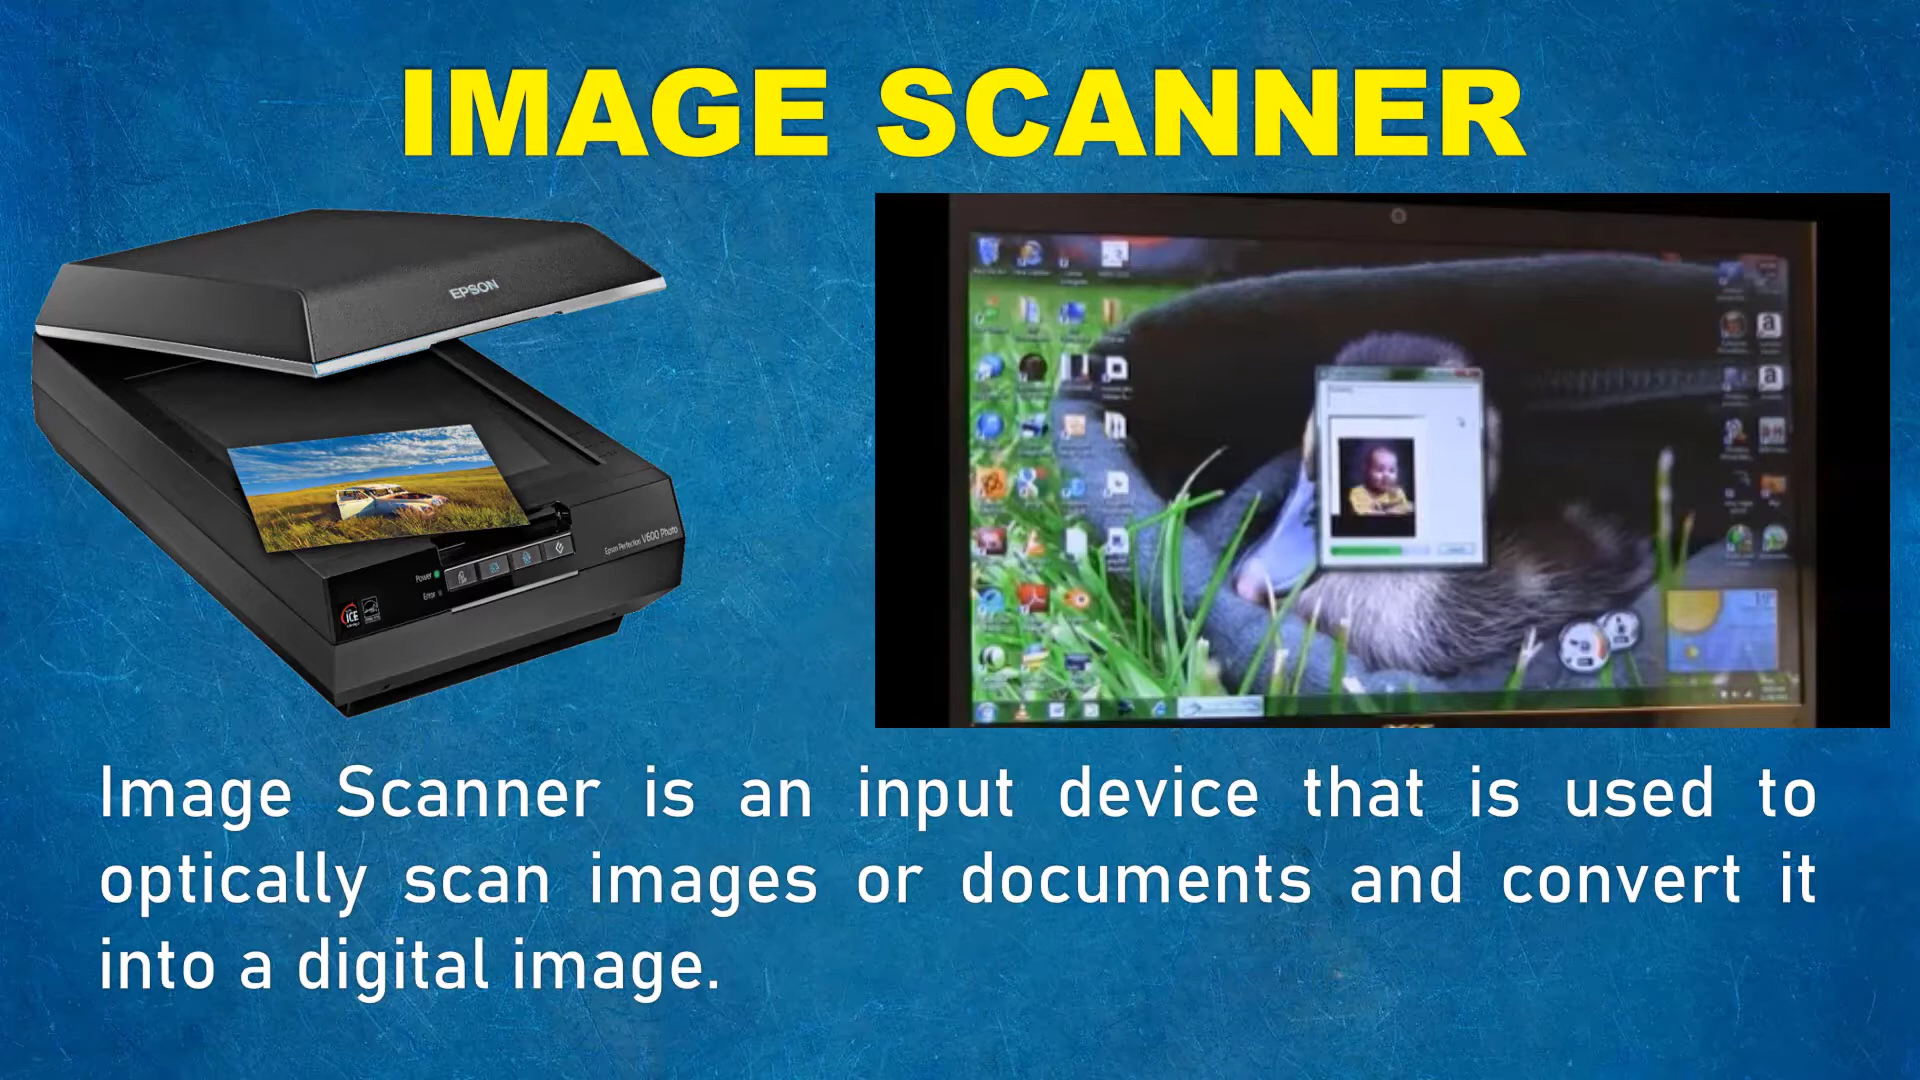 IMAGE SCANNER
EPSON
Epson Perfection V600 Photo
Power
Error
ICE
Image Scanner is an input device that is used to
optically scan images or documents and convert it
into a digital image.